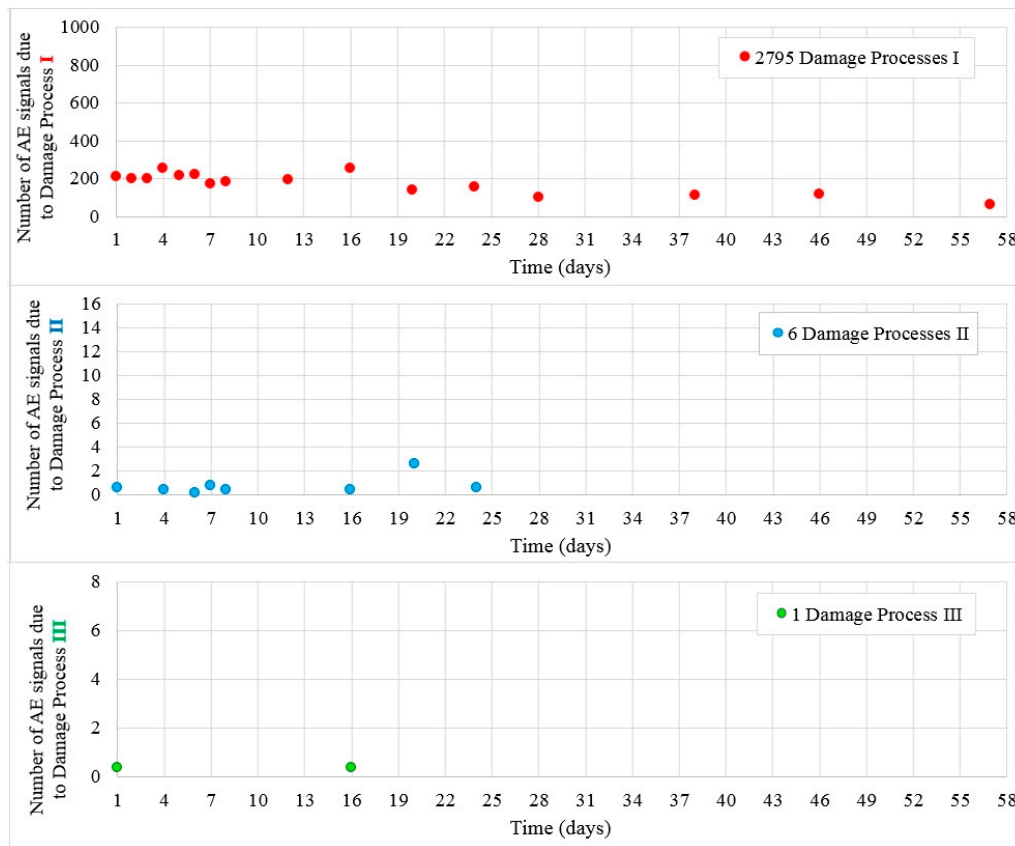 Number of AE signals due
to Damage Process I
1000
800
600
400
200
0
2795 Damage Processes I
1 4 7 10 13 16 19 22 25 28 31 34 37 40 43 46 49 52 55 58
Time (days)
Number of AE signals due
to Damage Process II
16
14
12
10
8
6
4
2
0
6 Damage Processes II
1 4 7 10 13 16 19 22 25 28 31 34 37 40 43 46 49 52 55 58
Time (days)
Number of AE signals due
to Damage Process III
8
6
4
2
0
1 Damage Process III
1 4 7 10 13 16 19 22 25 28 31 34 37 40 43 46 49 52 55 58
Time (days)